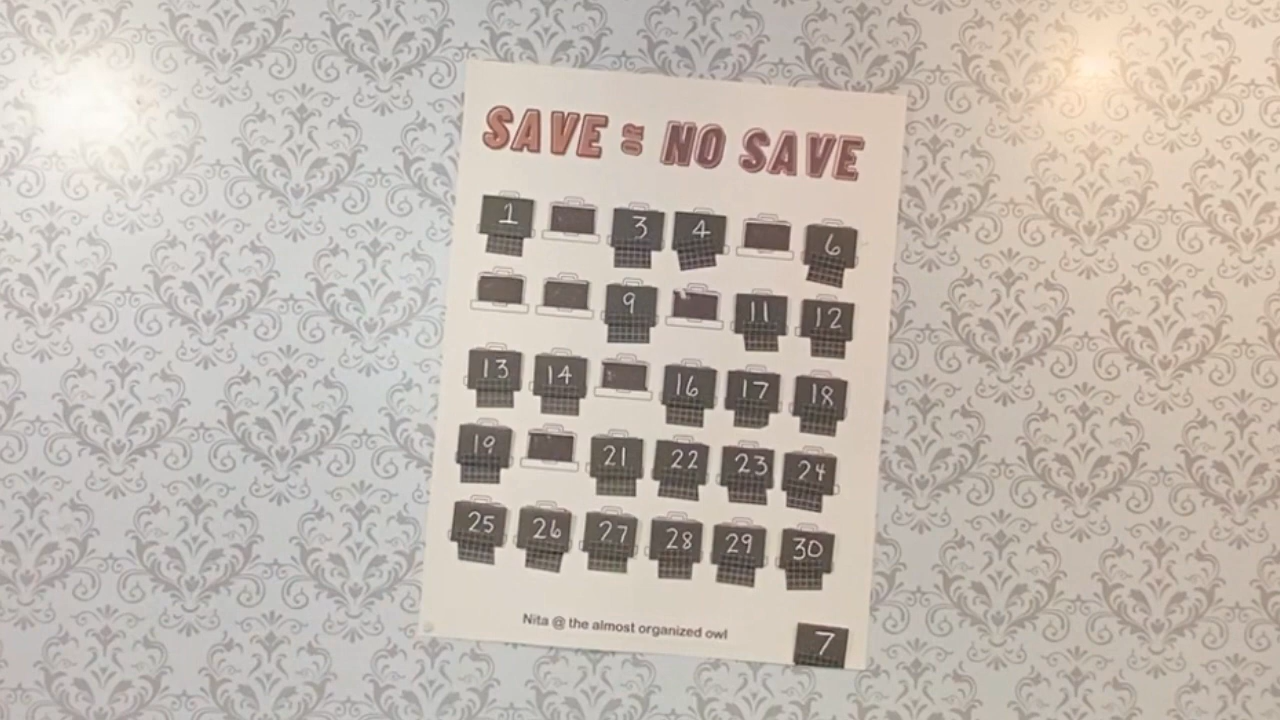 SAVE OR NO SAVE
1 3 4 6
9 11 12
13 14 16 17 18
19 21 22 23 24
25 26 27 28 29 30
Nita @ the almost organized owl
7